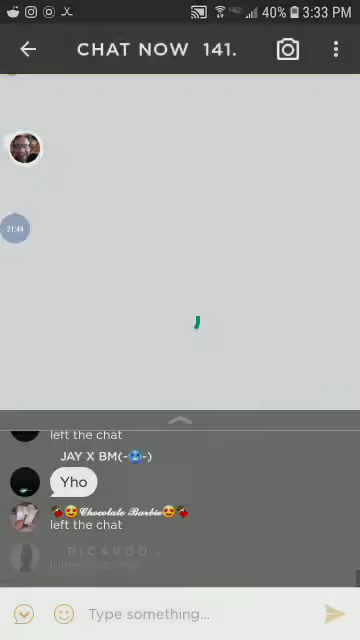 40% 3:33 PM
CHAT NOW 141.
21:44
left the chat
JAY X BM(-🥶-)
Yho
🍒😍𝓒𝓱𝓸𝓬𝓸𝓵𝓪𝓽𝓮 𝓑𝓪𝓻𝓫𝓲𝓮😍🍒
left the chat
R I C A R D O .
Type something...